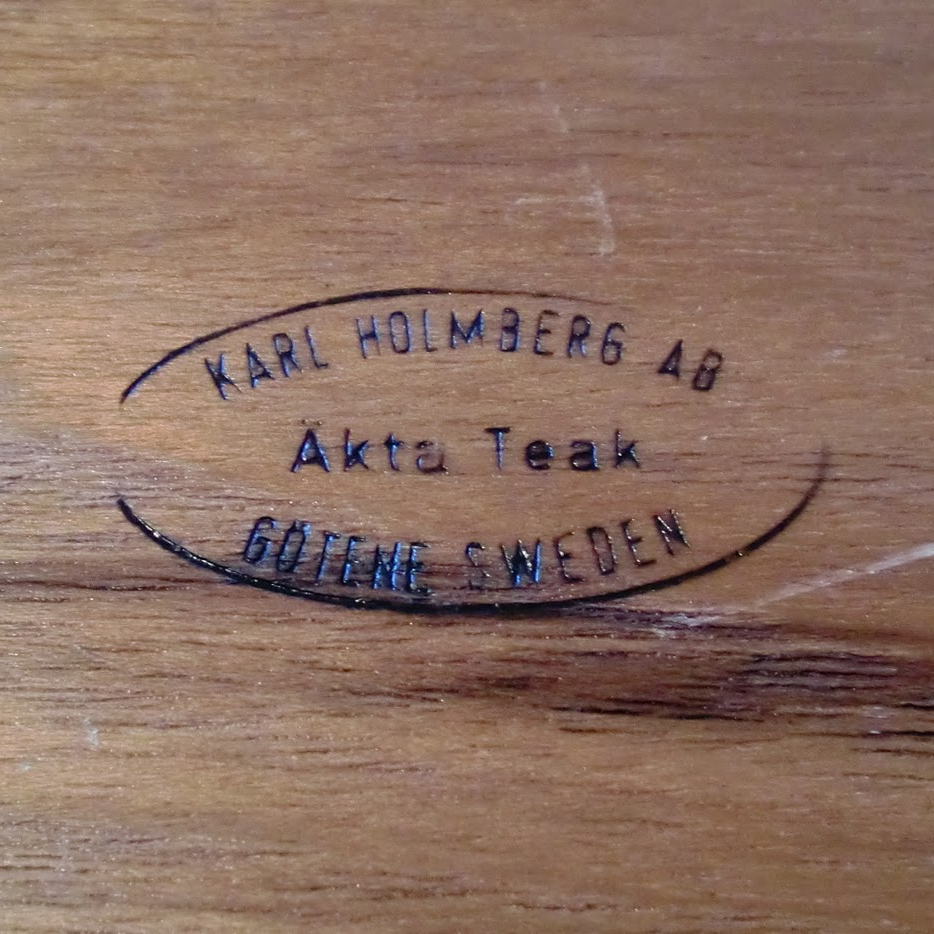 KARL HOLMBERG AB
Äkta Teak
GÖTENE SWEDEN